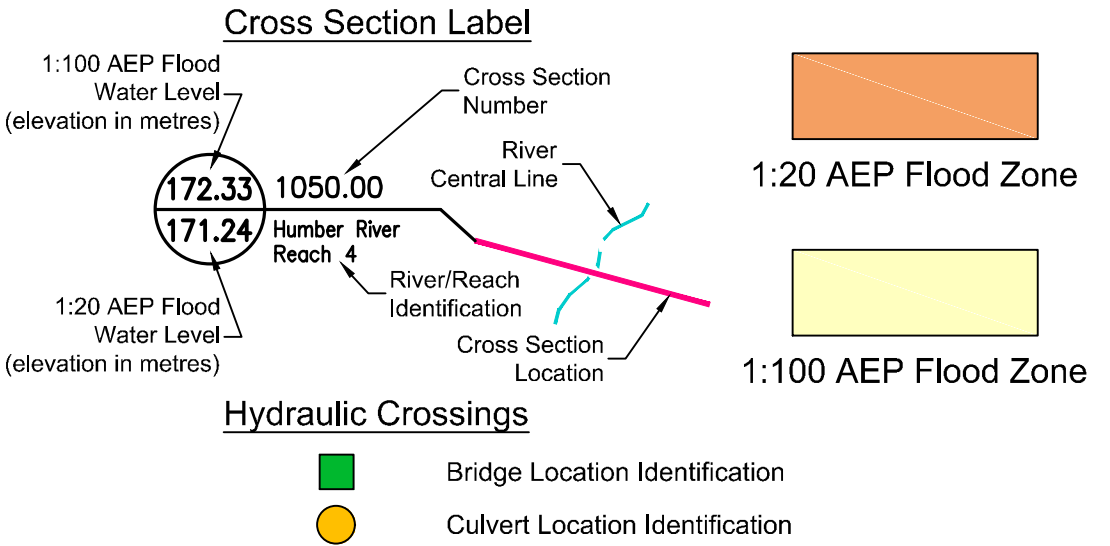 Cross Section Label
1:100 AEP Flood
Water Level
(elevation in metres)
Cross Section
Number
River
Central Line
172.33
1050.00
171.24
Humber River
Reach 4
River/Reach
Identification
1:20 AEP Flood
Water Level
(elevation in metres)
Cross Section
Location
1:20 AEP Flood Zone
1:100 AEP Flood Zone
Hydraulic Crossings
Bridge Location Identification
Culvert Location Identification